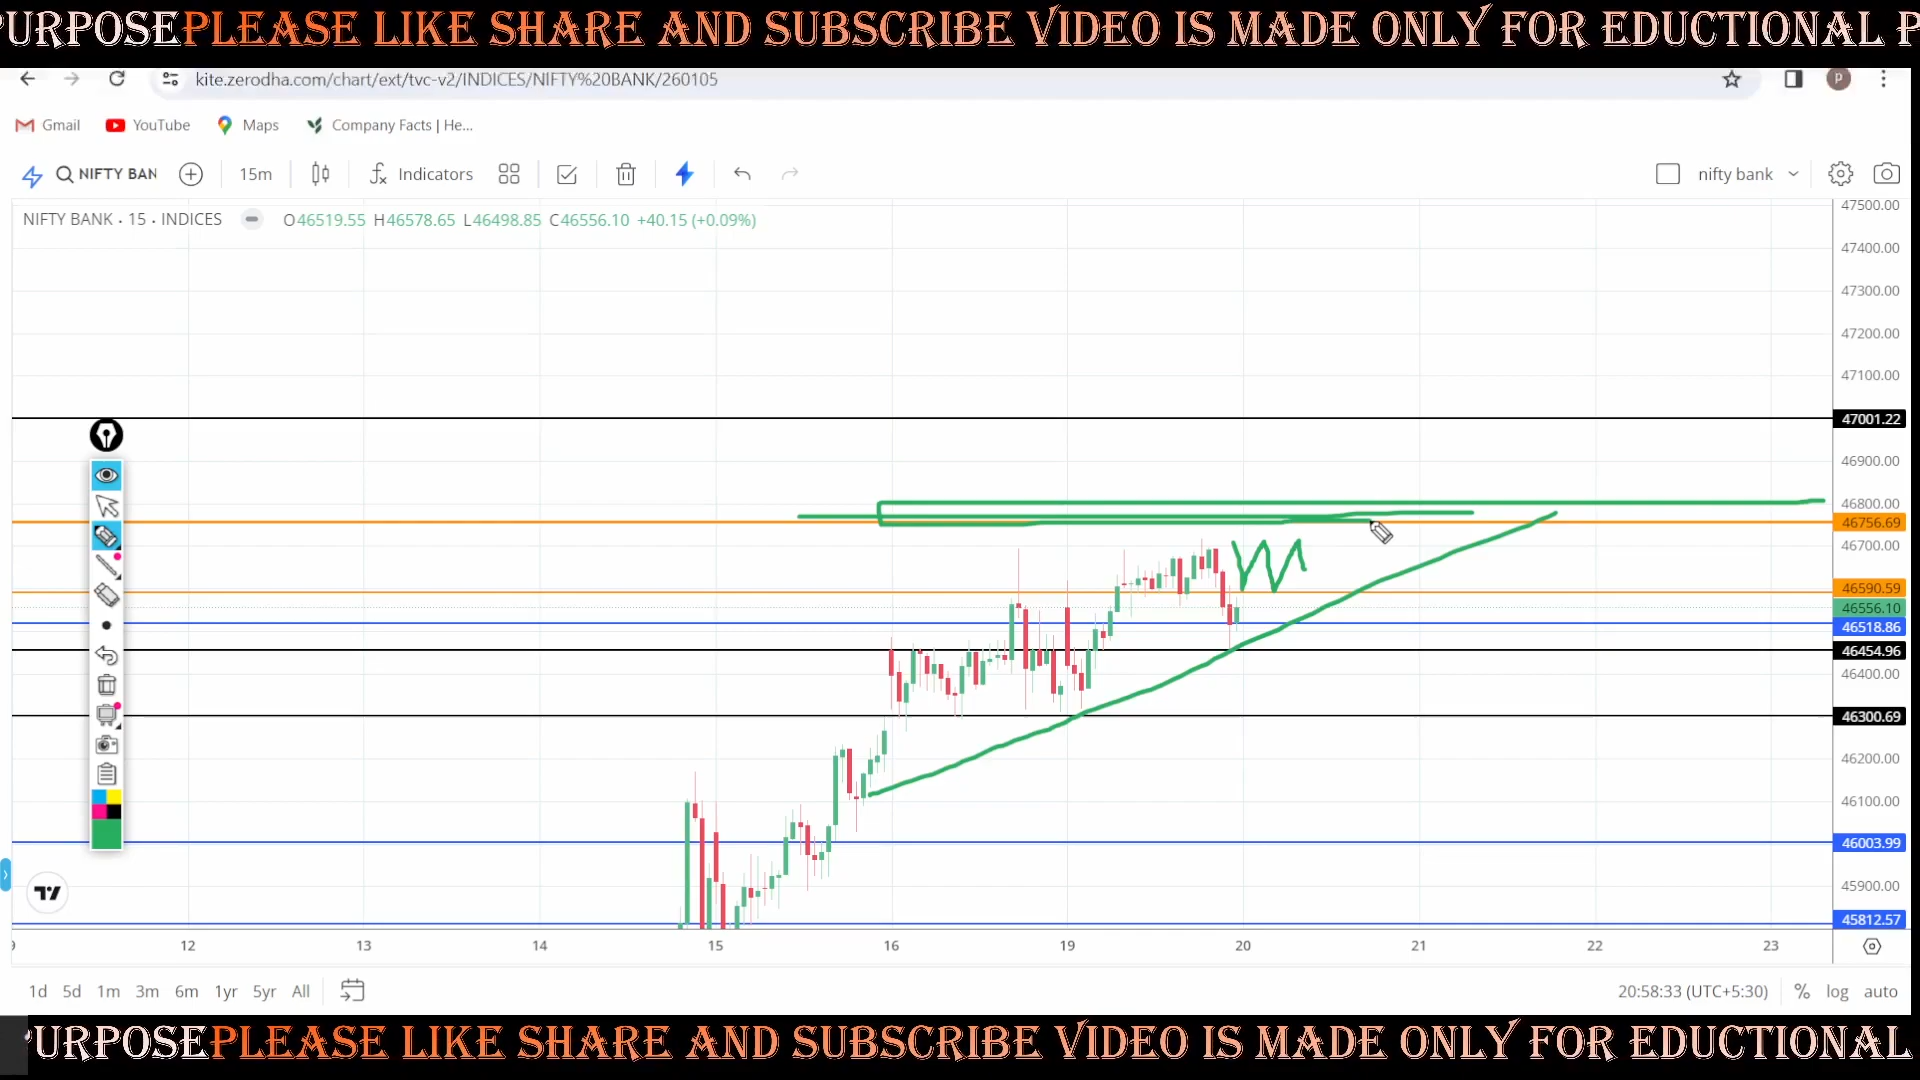 URPOSEPLEASE LIKE SHARE AND SUBSCRIBE VIDEO IS MADE ONLY FOR EDUCTIONAL P
kite.zerodha.com/chart/ext/tvc-v2/INDICES/NIFTY%20BANK/260105
P
Gmail YouTube Maps Company Facts | He...
NIFTY BAN 15m Indicators nifty bank
NIFTY BANK · 15 · INDICES O46519.55 H46578.65 L46498.85 C46556.10 +40.15 (+0.09%)
47500.00
47400.00
47300.00
47200.00
47100.00
47001.22
46900.00
46800.00
46756.69
46700.00
46590.59
46556.10
46518.86
46454.96
46400.00
46300.69
46200.00
46100.00
46003.99
45900.00
45812.57
9 12 13 14 15 16 19 20 21 22 23
1d 5d 1m 3m 6m 1yr 5yr All 20:58:33 (UTC+5:30) % log auto
URPOSEPLEASE LIKE SHARE AND SUBSCRIBE VIDEO IS MADE ONLY FOR EDUCTIONAL